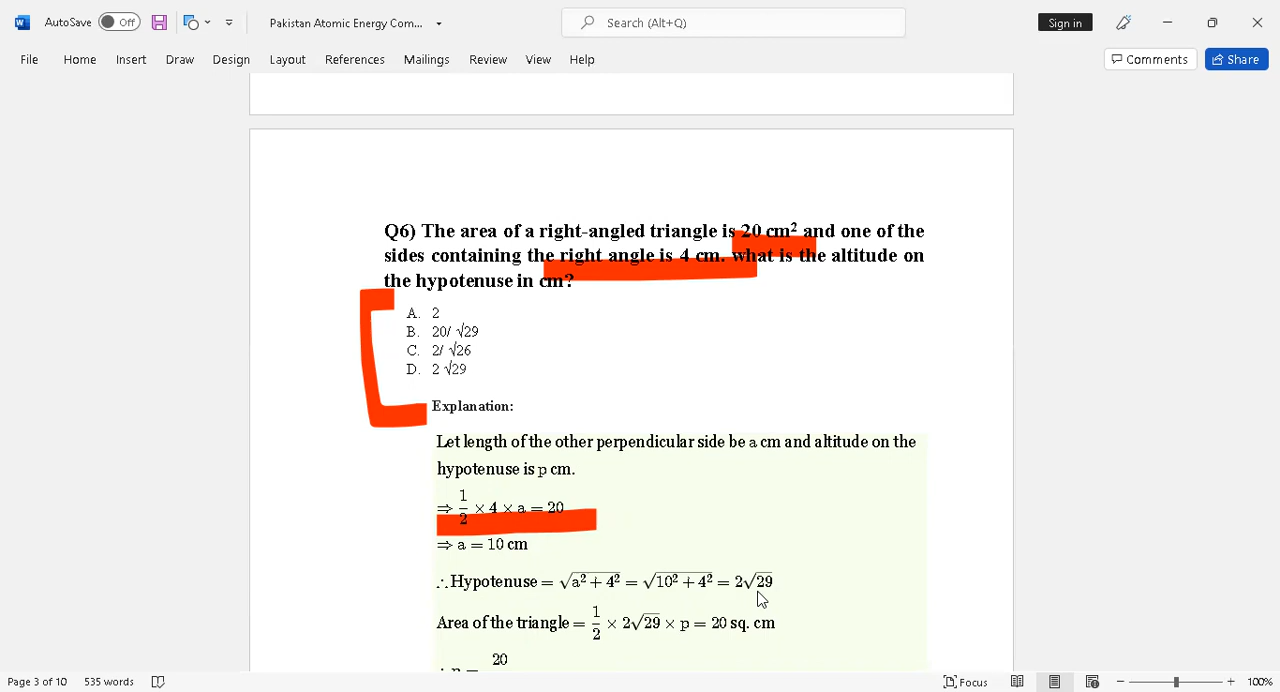 AutoSave Off Pakistan Atomic Energy Com... Search (Alt+Q) Sign in
File Home Insert Draw Design Layout References Mailings Review View Help Comments Share
Q6) The area of a right-angled triangle is 20 cm² and one of the
sides containing the right angle is 4 cm. what is the altitude on
the hypotenuse in cm?
A. 2
B. 20/ √29
C. 2/ √26
D. 2 √29
Explanation:
Let length of the other perpendicular side be a cm and altitude on the
hypotenuse is p cm.
⇒ 1/2 × 4 × a = 20
⇒ a = 10 cm
∴ Hypotenuse = √(a² + 4²) = √(10² + 4²) = 2√29
Area of the triangle = 1/2 × 2√29 × p = 20 sq. cm
∴ p = 20
Page 3 of 10 535 words Focus 100%